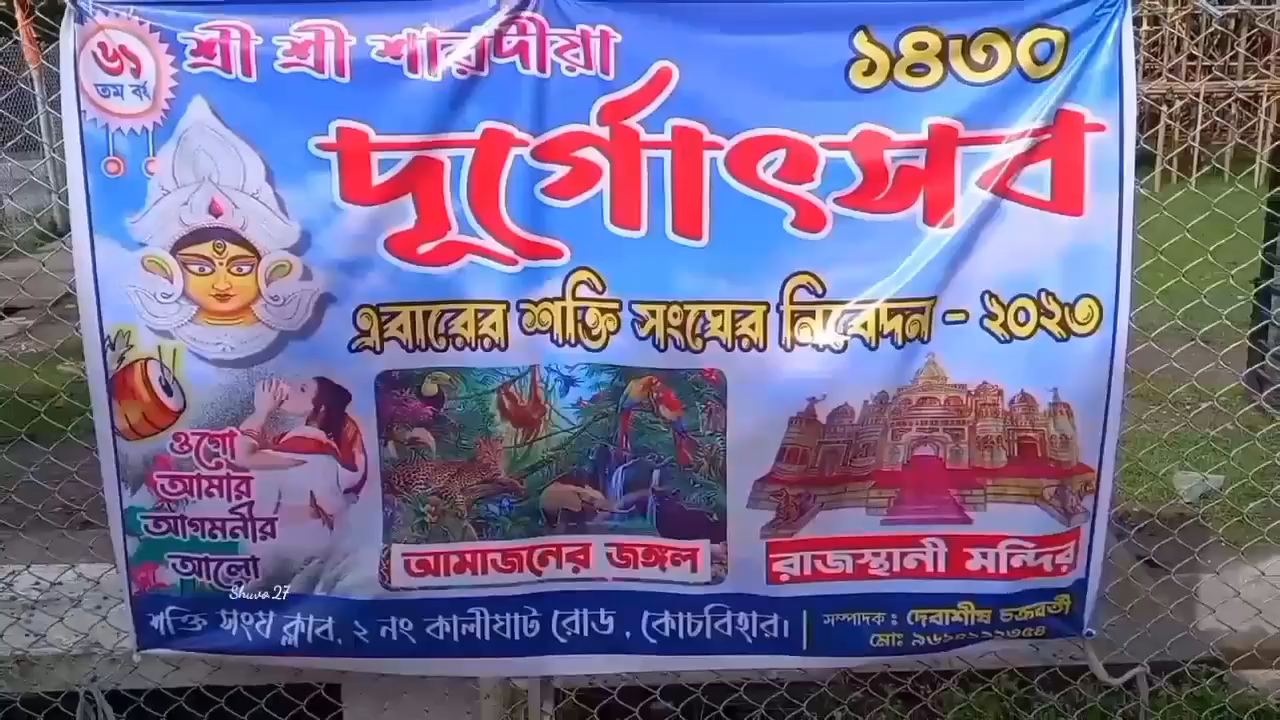 ৬১
তম বর্ষ
শ্রী শ্রী শারদীয়া
১৪৩০
দূর্গোৎসব
এবারের শক্তি সংঘের নিবেদন - ২০২৩
ওগো
আমার
আগমনীর
আলো
আমাজনের জঙ্গল
রাজস্থানী মন্দির
Shuva 27
শক্তি সংঘ ক্লাব, ২ নং কালীঘাট রোড, কোচবিহার।
সম্পাদক : দেবাশীষ চক্রবর্তী
মোঃ